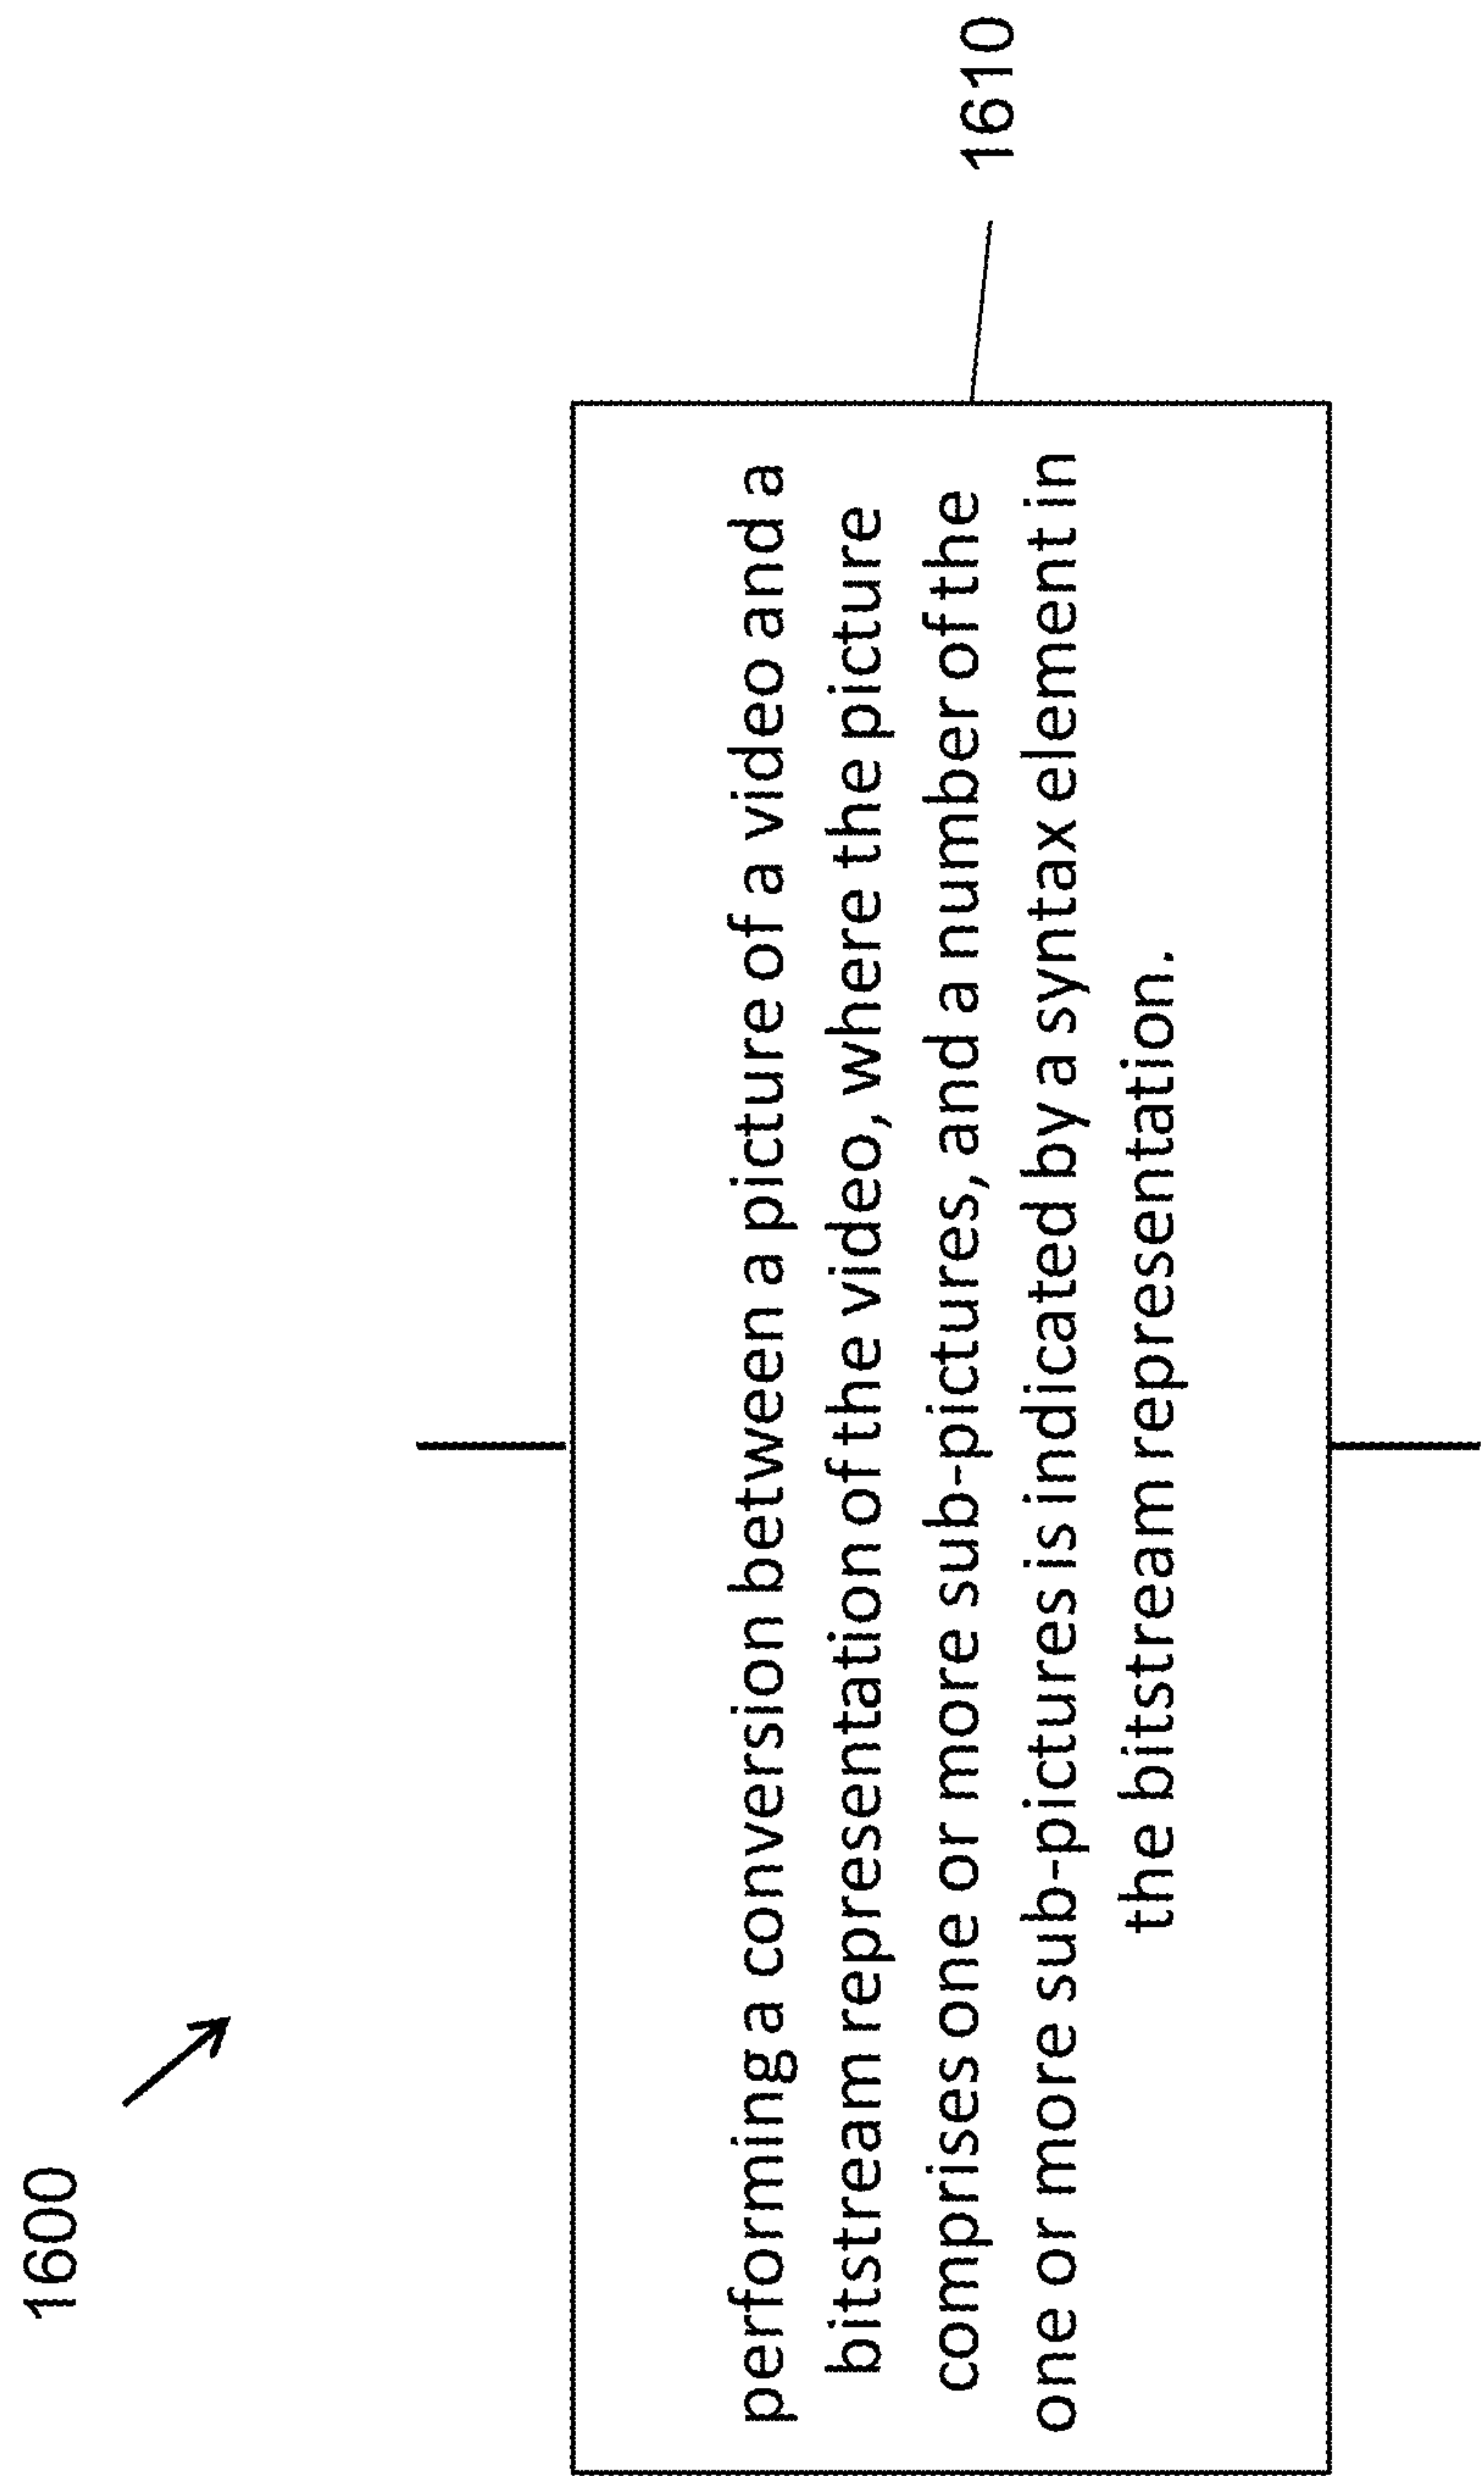 1600
performing a conversion between a picture of a video and a
bitstream representation of the video, where the picture
comprises one or more sub-pictures, and a number of the
one or more sub-pictures is indicated by a syntax element in
the bitstream representation.
1610